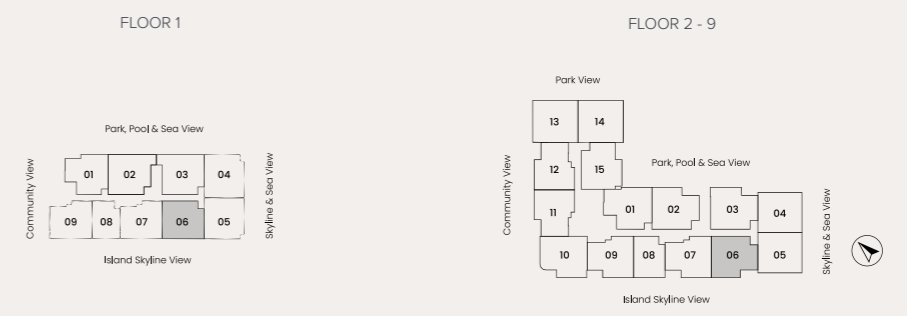 FLOOR 1
Park, Pool & Sea View
Community View
01
02
03
04
09
08
07
06
05
Skyline & Sea View
Island Skyline View
FLOOR 2 - 9
Park View
13
14
12
15
Park, Pool & Sea View
Community View
11
01
02
03
04
10
09
08
07
06
05
Skyline & Sea View
Island Skyline View